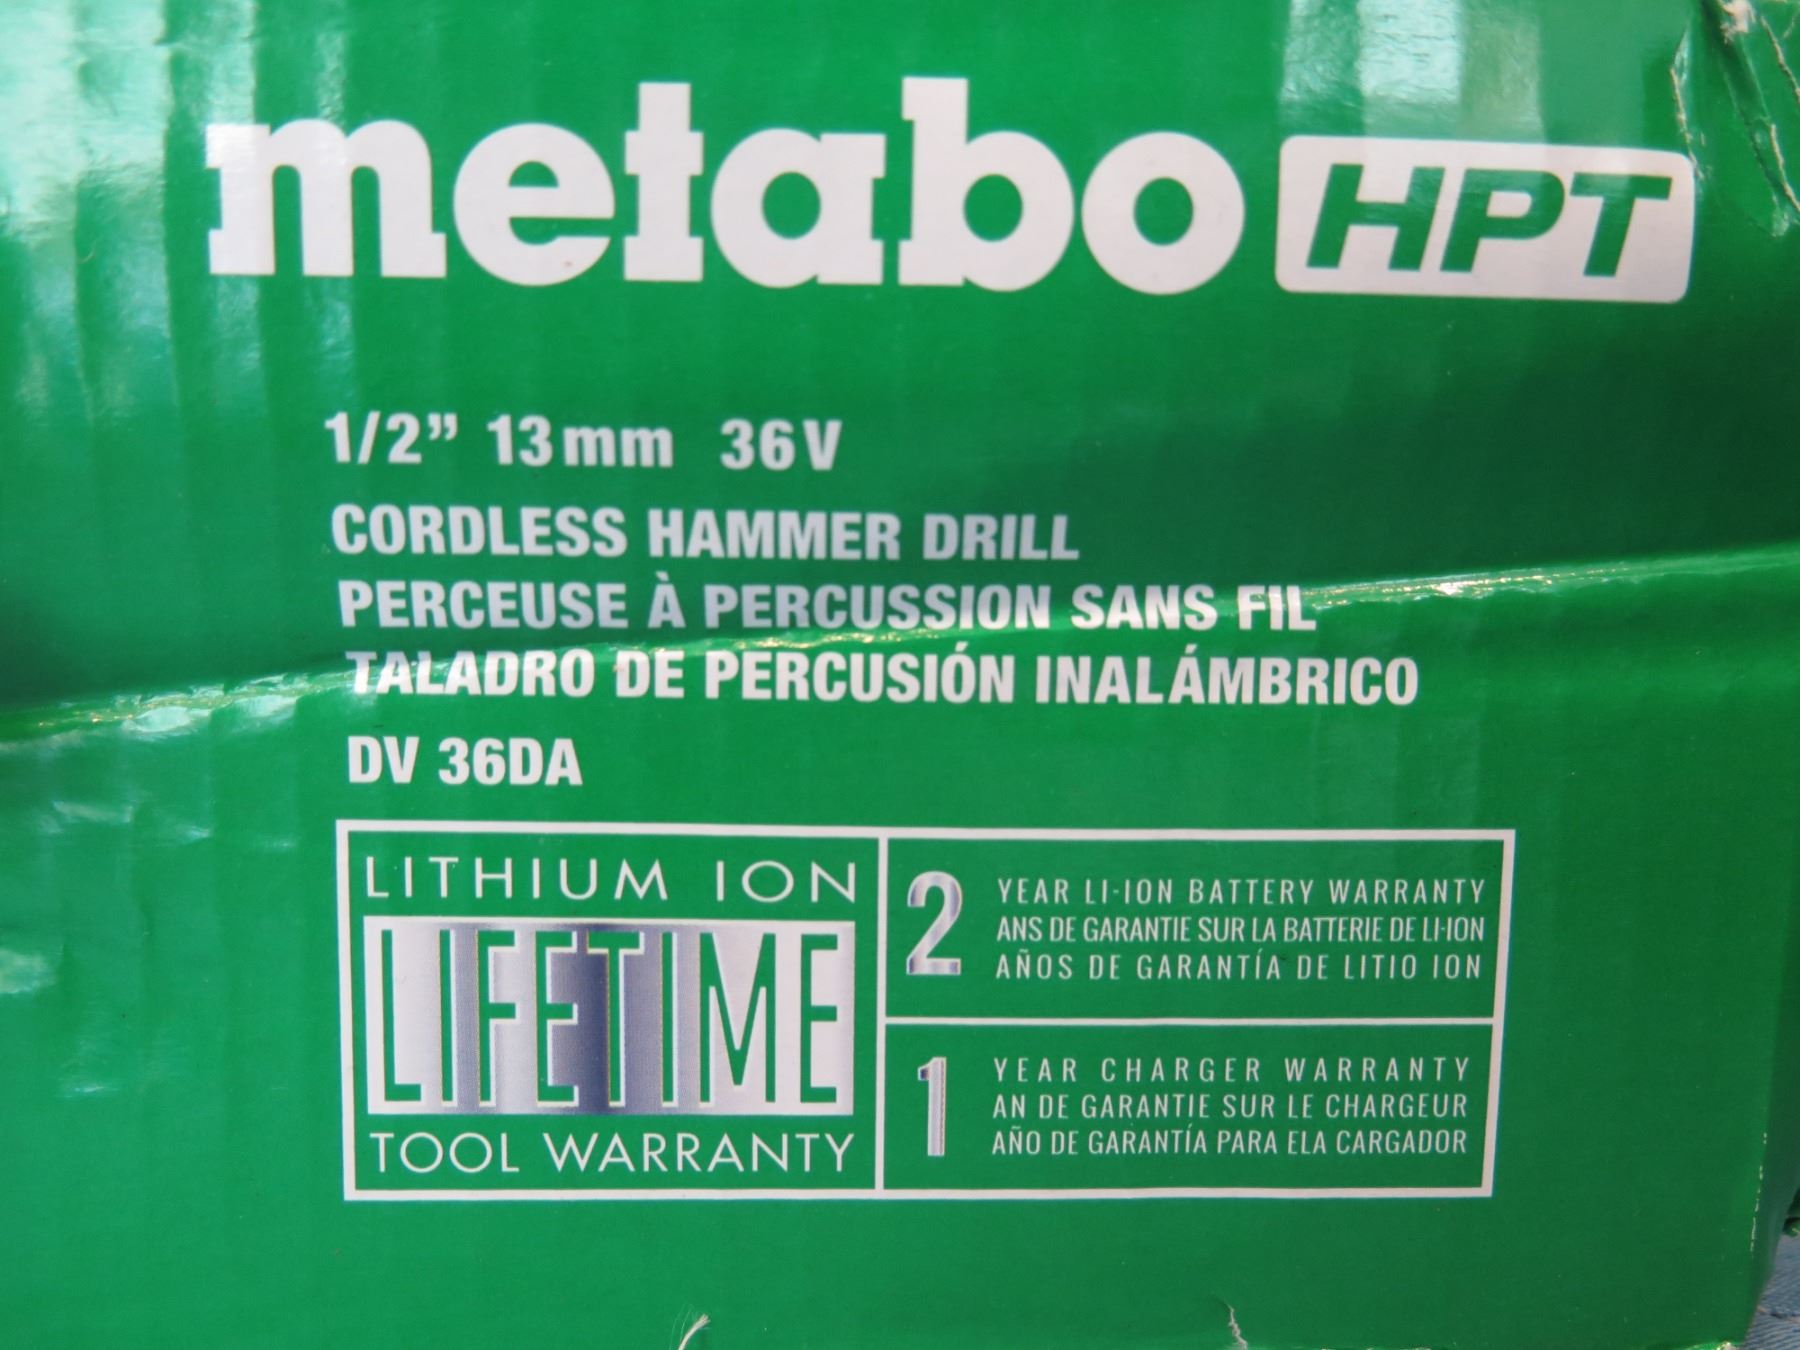 metabo HPT
1/2” 13 mm 36 V
CORDLESS HAMMER DRILL
PERCEUSE À PERCUSSION SANS FIL
TALADRO DE PERCUSIÓN INALÁMBRICO
DV 36DA
LITHIUM ION
LIFETIME
TOOL WARRANTY
2 YEAR LI-ION BATTERY WARRANTY
ANS DE GARANTIE SUR LA BATTERIE DE LI-ION
AÑOS DE GARANTÍA DE LITIO ION
1 YEAR CHARGER WARRANTY
AN DE GARANTIE SUR LE CHARGEUR
AÑO DE GARANTÍA PARA ELA CARGADOR